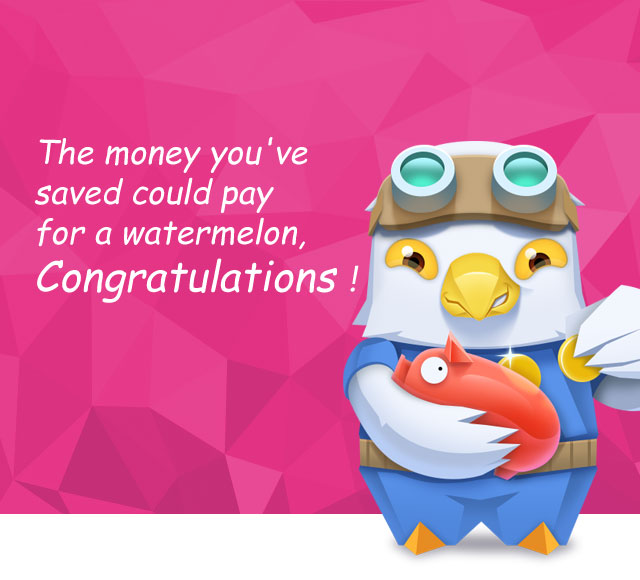 The money you've
saved could pay
for a watermelon,
Congratulations !